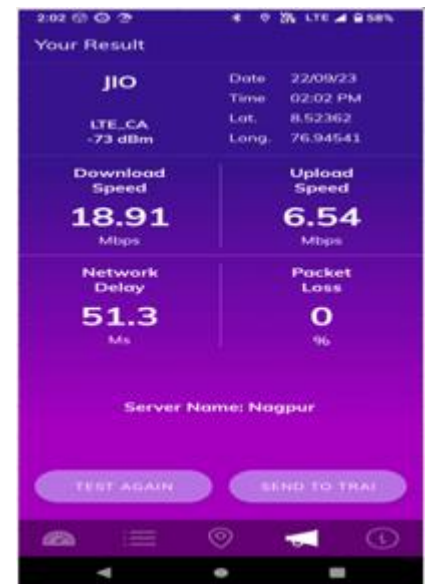 2:02 LTE 58%
Your Result
JIO
LTE_CA
-73 dBm
Date 22/09/23
Time 02:02 PM
Lat. 8.52362
Long. 76.94541
Download
Speed
18.91
Mbps
Upload
Speed
6.54
Mbps
Network
Delay
51.3
Ms
Packet
Loss
0
%
Server Name: Nagpur
TEST AGAIN
SEND TO TRAI